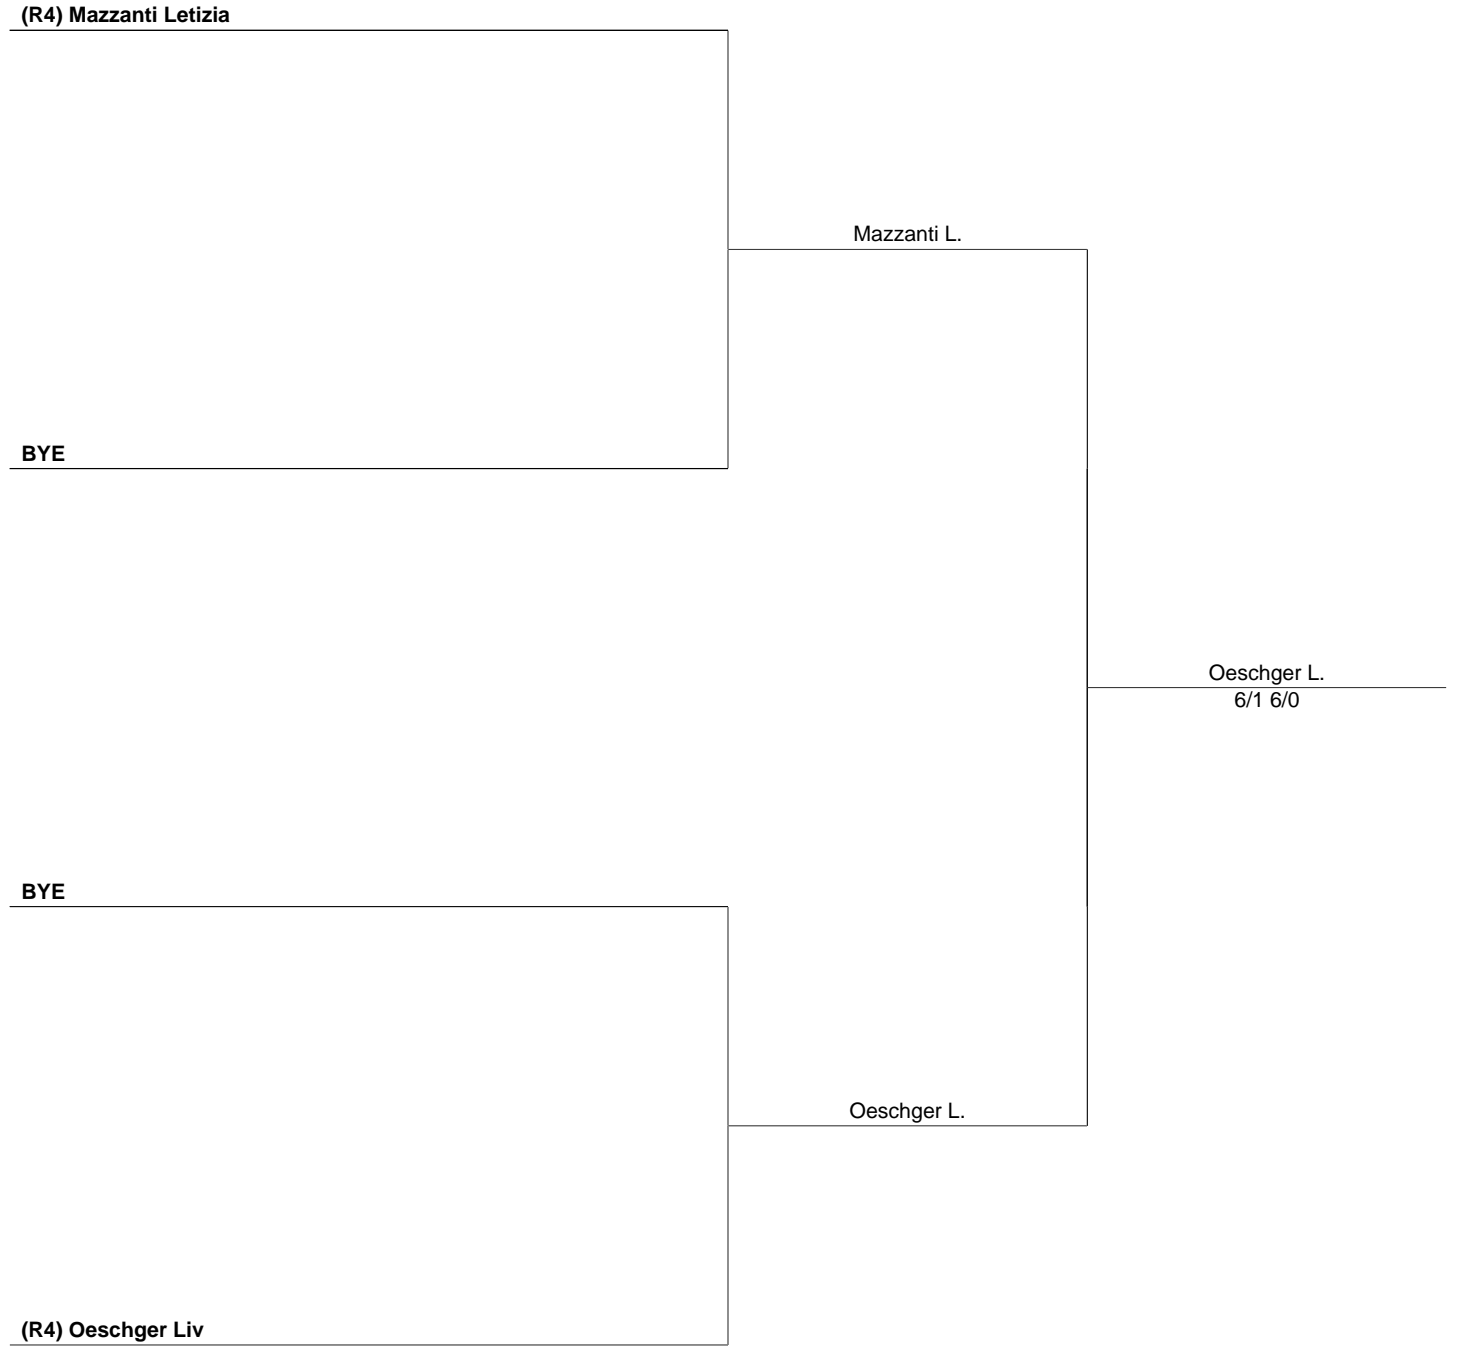 (R4) Mazzanti Letizia
Mazzanti L.
BYE
Oeschger L.
6/1 6/0
BYE
Oeschger L.
(R4) Oeschger Liv